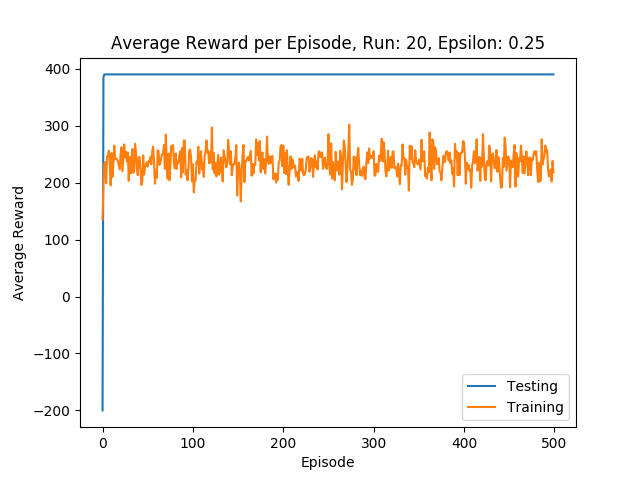 Average Reward per Episode, Run: 20, Epsilon: 0.25
400
300
200
100
0
−100
−200
Average Reward
0
100
200
300
400
500
Episode
Testing
Training